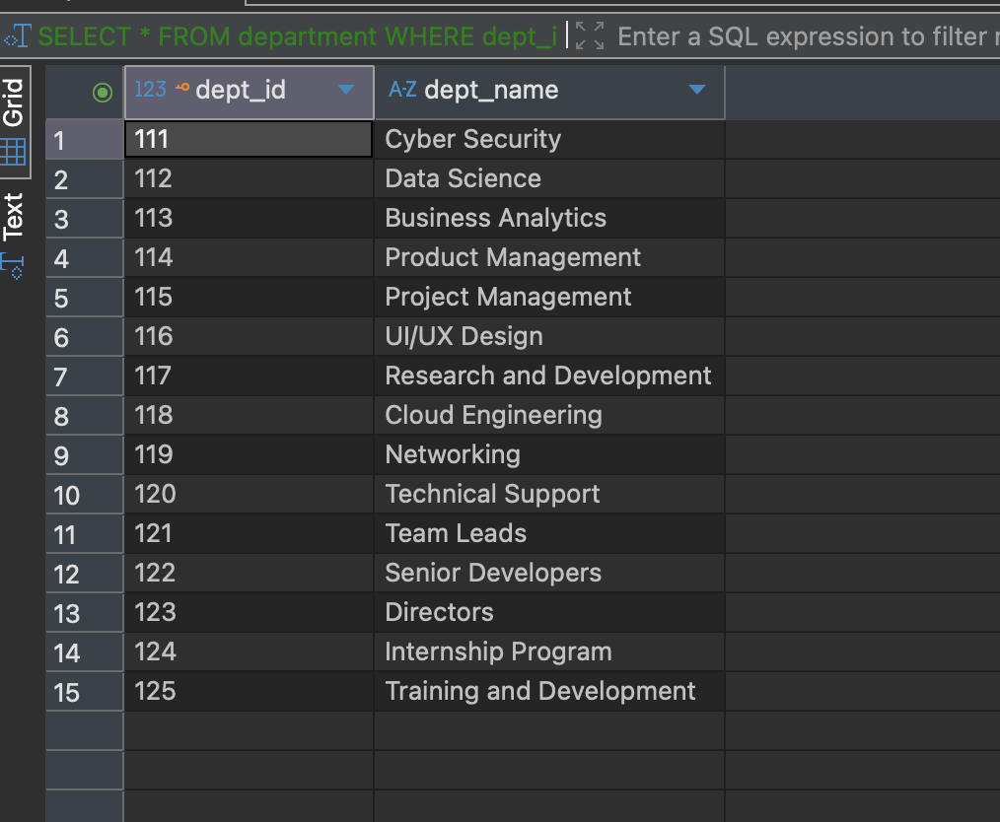 SELECT * FROM department WHERE dept_i Enter a SQL expression to filter
Grid
Text
123 dept_id A-Z dept_name
1 111 Cyber Security
2 112 Data Science
3 113 Business Analytics
4 114 Product Management
5 115 Project Management
6 116 UI/UX Design
7 117 Research and Development
8 118 Cloud Engineering
9 119 Networking
10 120 Technical Support
11 121 Team Leads
12 122 Senior Developers
13 123 Directors
14 124 Internship Program
15 125 Training and Development